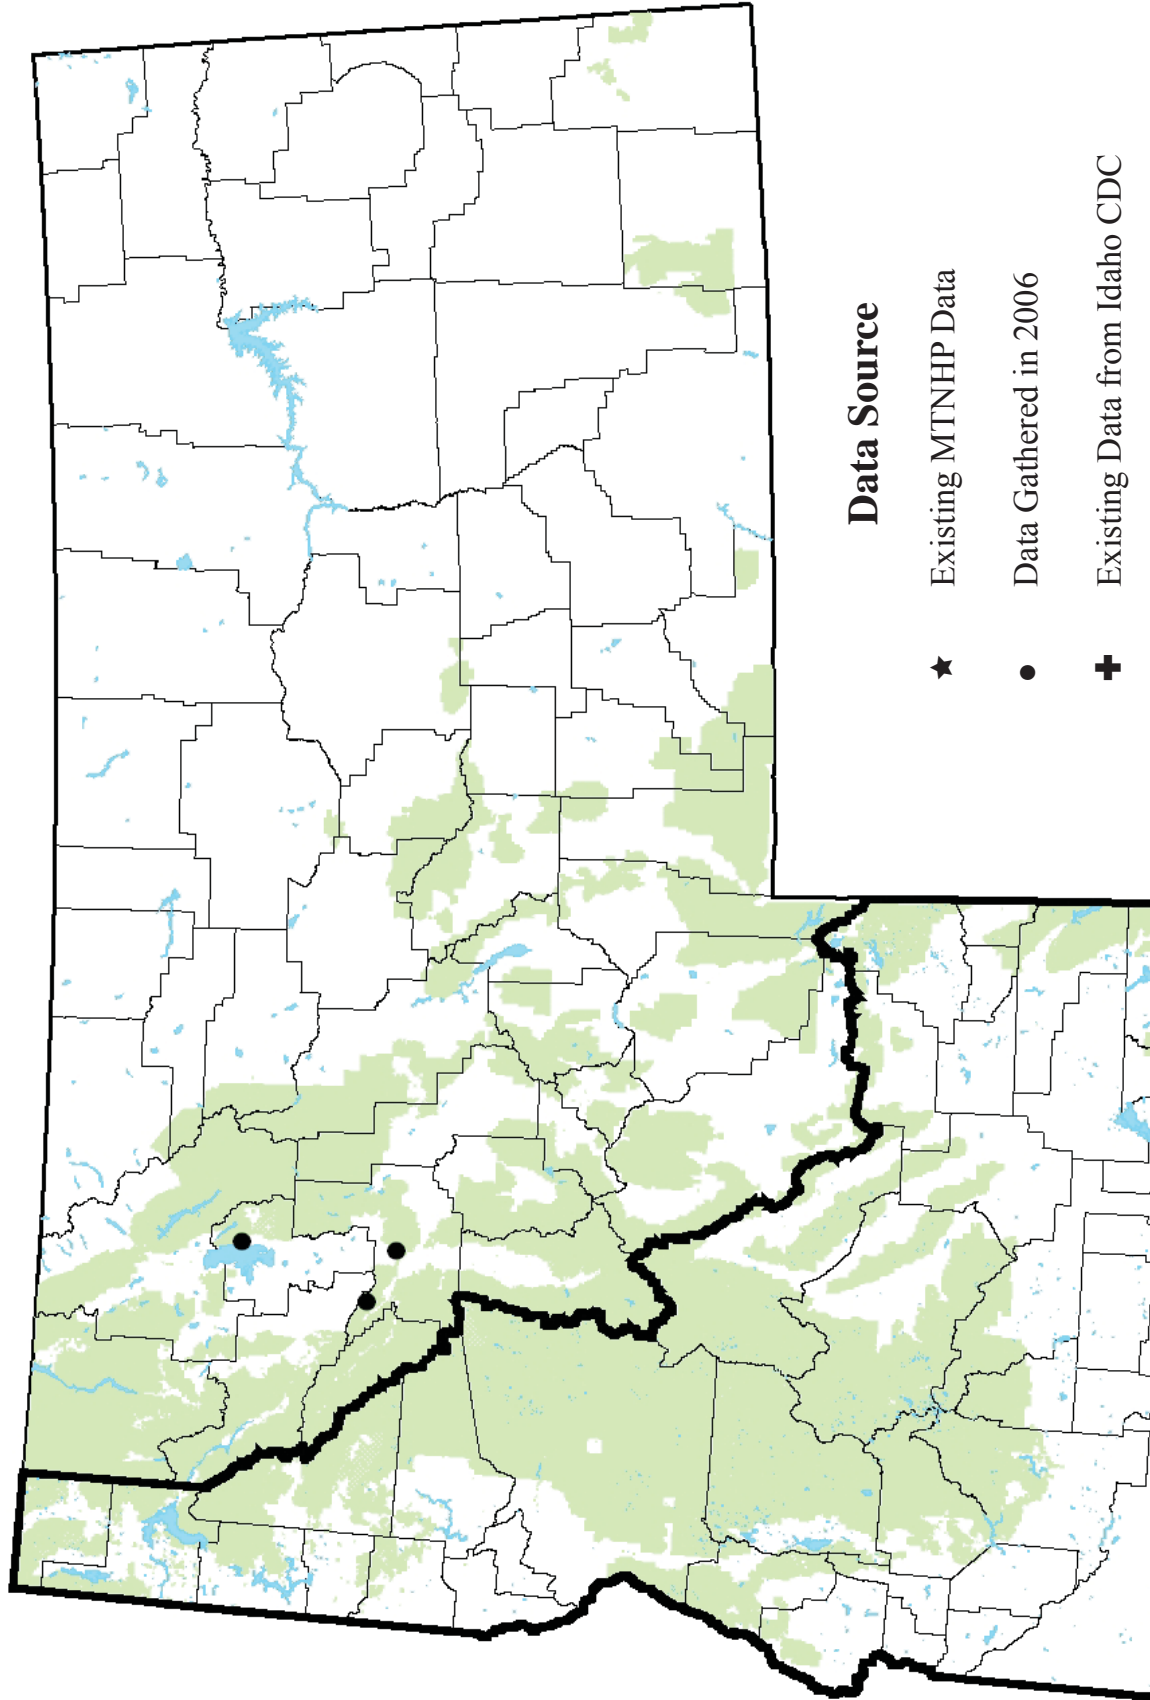 Data Source
Existing MTNHP Data
Data Gathered in 2006
Existing Data from Idaho CDC